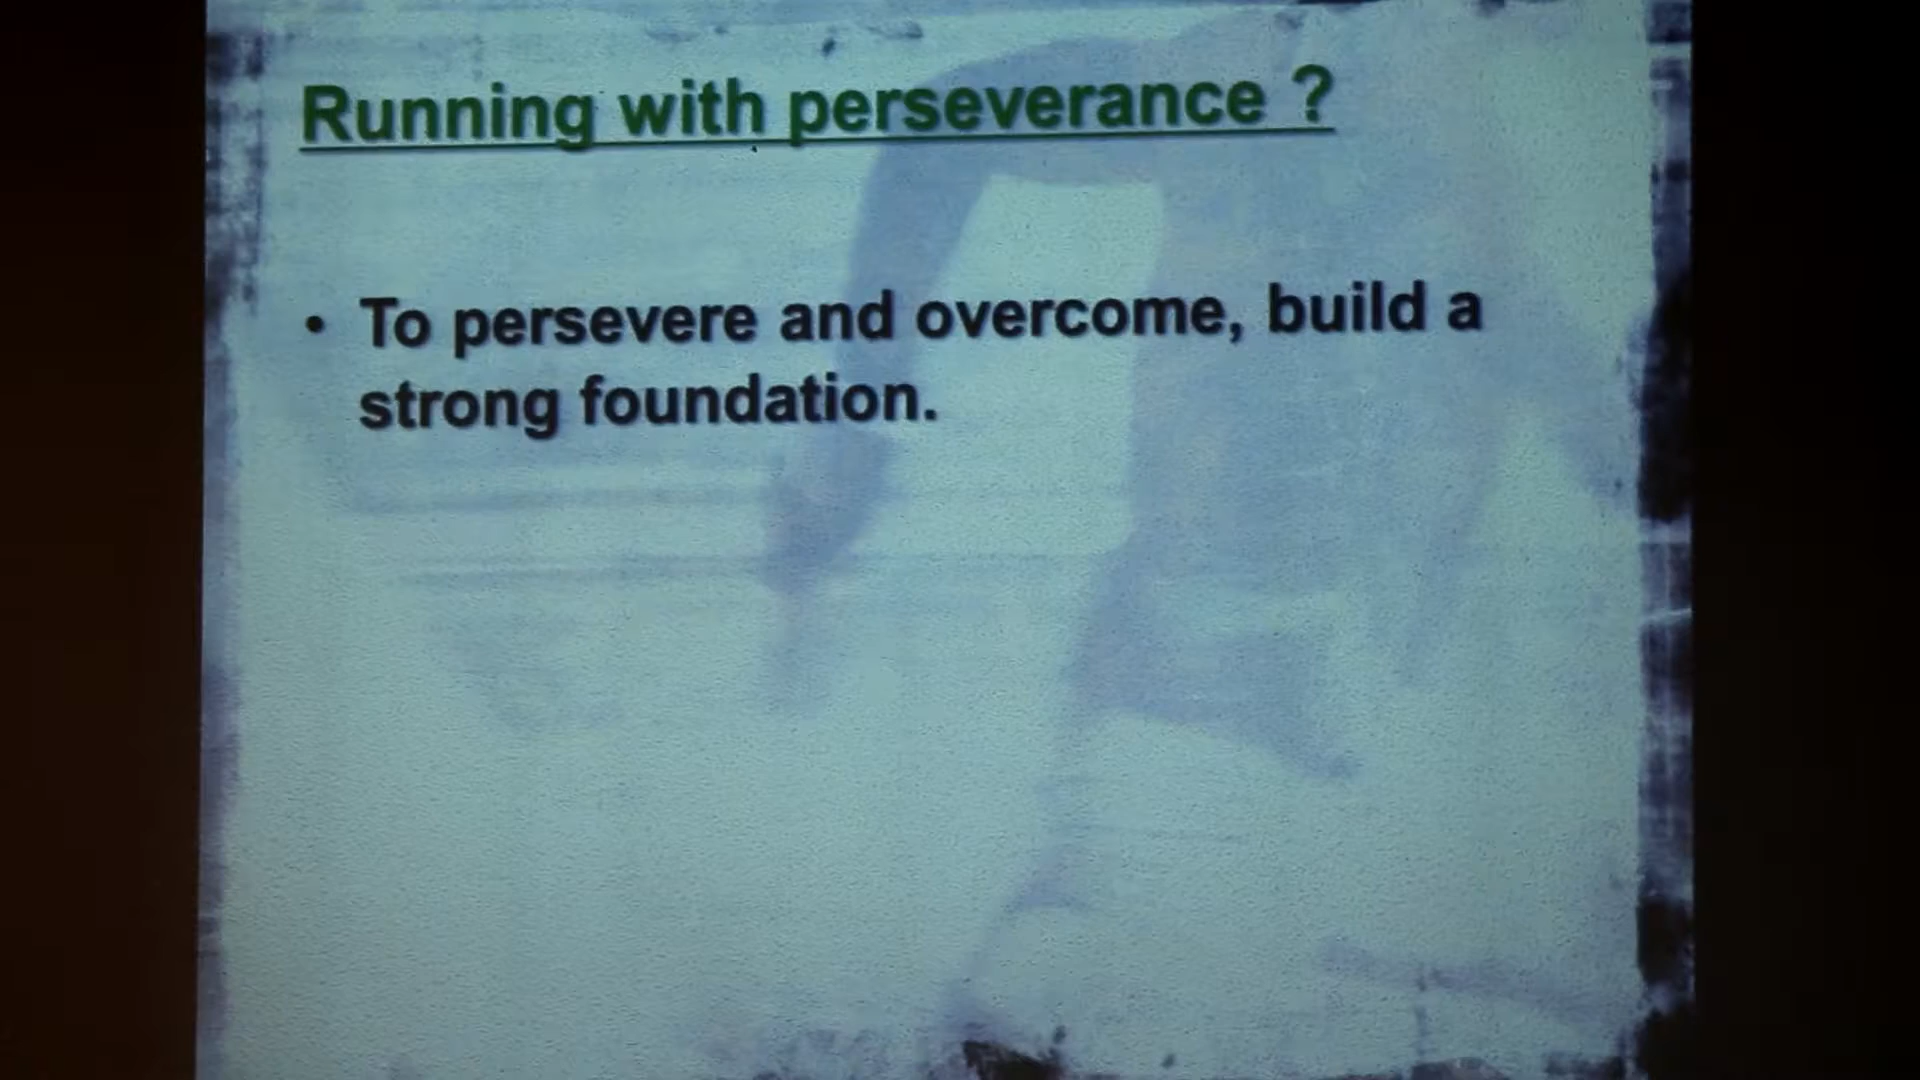 Running with perseverance ?
• To persevere and overcome, build a
strong foundation.